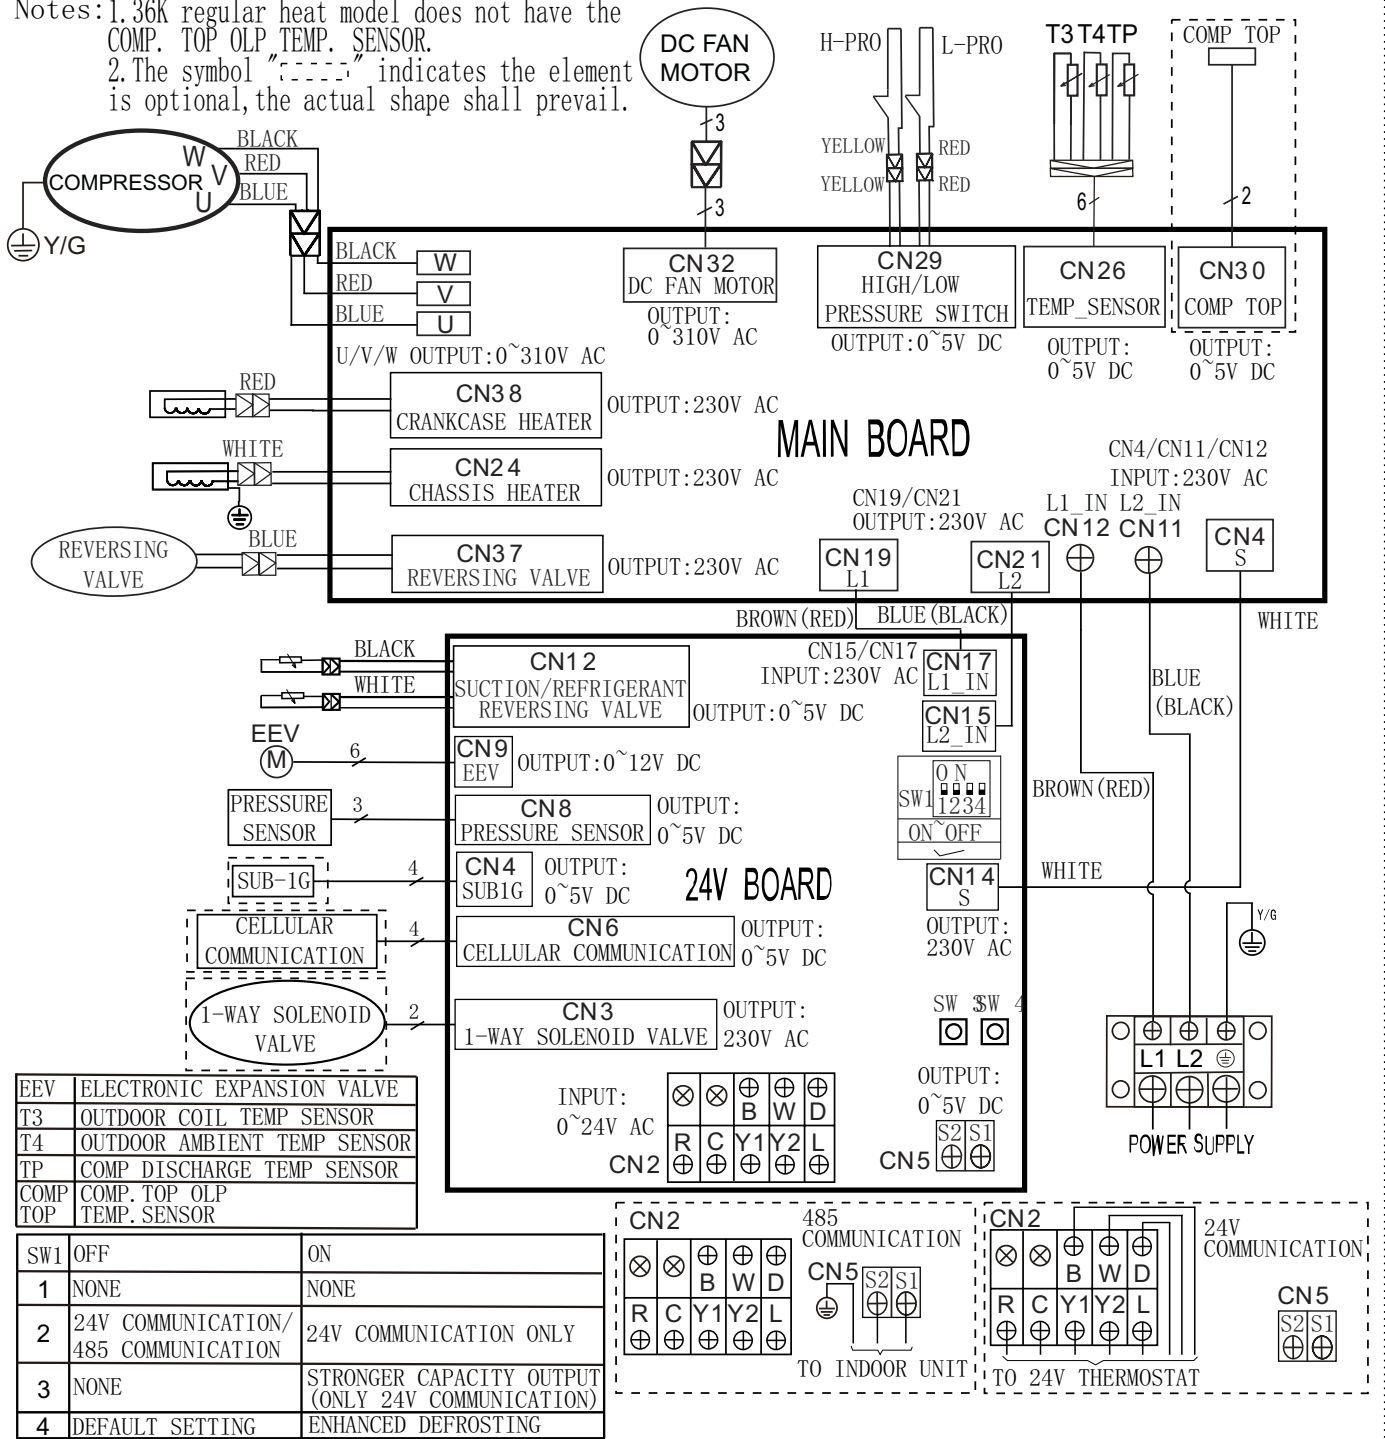 Notes:1.36K regular heat model does not have the
COMP. TOP OLP TEMP. SENSOR.
2.The symbol "[----]" indicates the element
is optional,the actual shape shall prevail.
DC FAN
MOTOR
3
3
H-PRO
L-PRO
YELLOW
RED
YELLOW
RED
T3 T4 TP
6
COMP TOP
2
COMPRESSOR
W
V
U
BLACK
RED
BLUE
Y/G
BLACK
W
RED
V
BLUE
U
U/V/W OUTPUT:0~310V AC
CN32
DC FAN MOTOR
OUTPUT:
0~310V AC
CN29
HIGH/LOW
PRESSURE SWITCH
OUTPUT:0~5V DC
CN26
TEMP_SENSOR
OUTPUT:
0~5V DC
CN30
COMP TOP
OUTPUT:
0~5V DC
RED
CN38
CRANKCASE HEATER
OUTPUT:230V AC
WHITE
CN24
CHASSIS HEATER
OUTPUT:230V AC
REVERSING
VALVE
BLUE
CN37
REVERSING VALVE
OUTPUT:230V AC
MAIN BOARD
CN19/CN21
OUTPUT:230V AC
CN19
L1
CN21
L2
CN4/CN11/CN12
INPUT:230V AC
L1_IN L2_IN
CN12 CN11
CN4
S
BROWN(RED)
BLUE(BLACK)
WHITE
BLACK
WHITE
CN12
SUCTION/REFRIGERANT
REVERSING VALVE
OUTPUT:0~5V DC
CN15/CN17
INPUT:230V AC
CN17
L1_IN
CN15
L2_IN
BLUE
(BLACK)
BROWN(RED)
EEV
M
6
CN9
EEV
OUTPUT:0~12V DC
PRESSURE
SENSOR
3
CN8
PRESSURE SENSOR
OUTPUT:
0~5V DC
SW1
ON
1234
ON~OFF
SUB-1G
4
CN4
SUB1G
OUTPUT:
0~5V DC
24V BOARD
CN14
S
WHITE
OUTPUT:
230V AC
CELLULAR
COMMUNICATION
4
CN6
CELLULAR COMMUNICATION
OUTPUT:
0~5V DC
Y/G
1-WAY SOLENOID
VALVE
2
CN3
1-WAY SOLENOID VALVE
OUTPUT:
230V AC
SW 3
SW 4
L1 L2
POWER SUPPLY
INPUT:
0~24V AC
CN2
B W D
R C Y1 Y2 L
OUTPUT:
0~5V DC
CN5
S2 S1
EEV ELECTRONIC EXPANSION VALVE
T3 OUTDOOR COIL TEMP SENSOR
T4 OUTDOOR AMBIENT TEMP SENSOR
TP COMP DISCHARGE TEMP SENSOR
COMP TOP COMP.TOP OLP
TEMP.SENSOR
SW1 OFF ON
1 NONE NONE
2 24V COMMUNICATION/
485 COMMUNICATION 24V COMMUNICATION ONLY
3 NONE STRONGER CAPACITY OUTPUT
(ONLY 24V COMMUNICATION)
4 DEFAULT SETTING ENHANCED DEFROSTING
CN2
B W D
R C Y1 Y2 L
485
COMMUNICATION
CN5
S2 S1
TO INDOOR UNIT
CN2
B W D
R C Y1 Y2 L
TO 24V THERMOSTAT
24V
COMMUNICATION
CN5
S2 S1